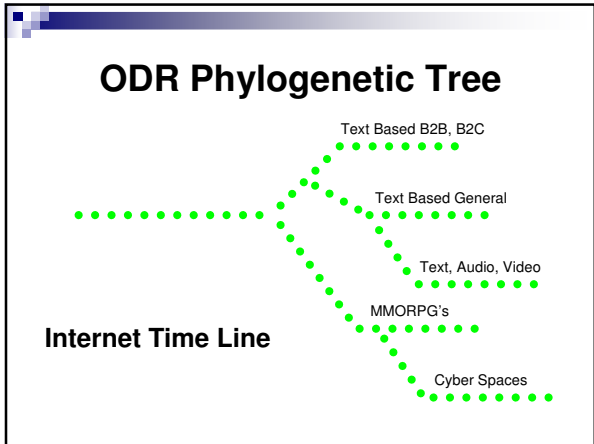 ODR Phylogenetic Tree
Text Based B2B, B2C
Text Based General
Text, Audio, Video
MMORPG's
Internet Time Line
Cyber Spaces